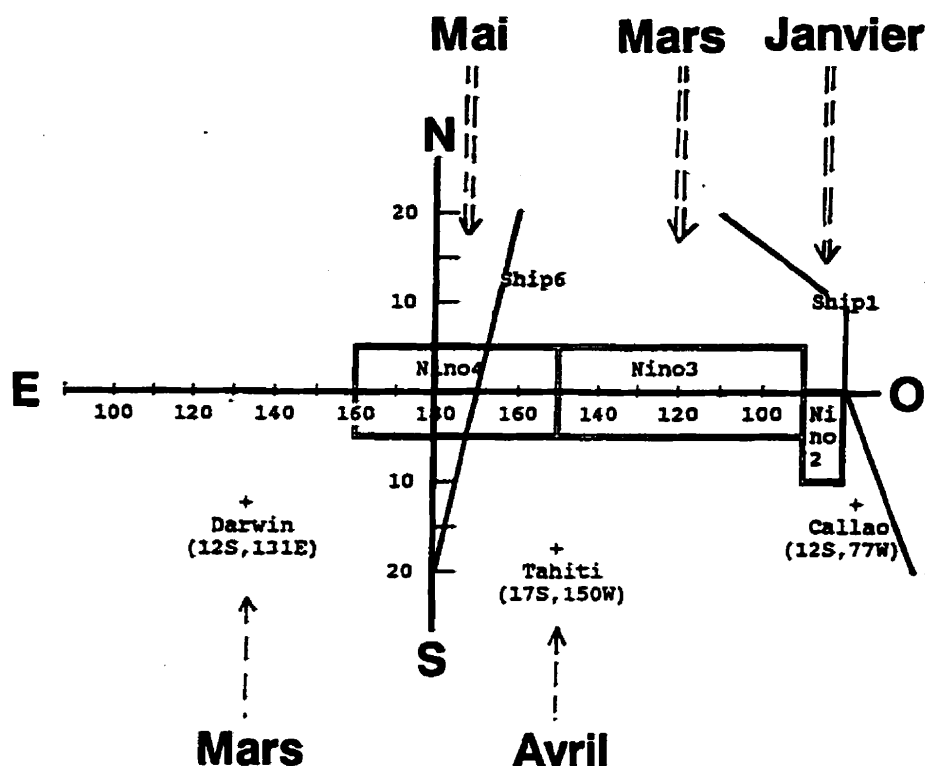 Mai Mars Janvier
N
20
Ship6
10
Ship1
Nino4 Nino3
E
O
100 120 140 160 180 160 140 120 100
Ni
no
2
10
Darwin
(12S,131E)
Callao
(12S,77W)
20
Tahiti
(17S,150W)
S
Mars Avril